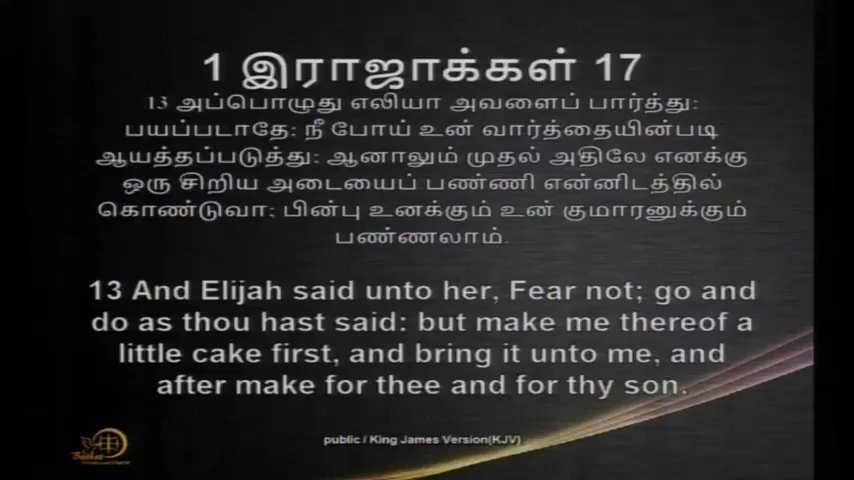 1 இராஜாக்கள் 17
13 அப்பொழுது எலியா அவளைப் பார்த்து:
பயப்படாதே; நீ போய் உன் வார்த்தையின்படி
ஆயத்தப்படுத்து; ஆனாலும் முதல் அதிலே எனக்கு
ஒரு சிறிய அடையைப் பண்ணி என்னிடத்தில்
கொண்டுவா; பின்பு உனக்கும் உன் குமாரனுக்கும்
பண்ணலாம்.
13 And Elijah said unto her, Fear not; go and
do as thou hast said: but make me thereof a
little cake first, and bring it unto me, and
after make for thee and for thy son.
public / King James Version(KJV)